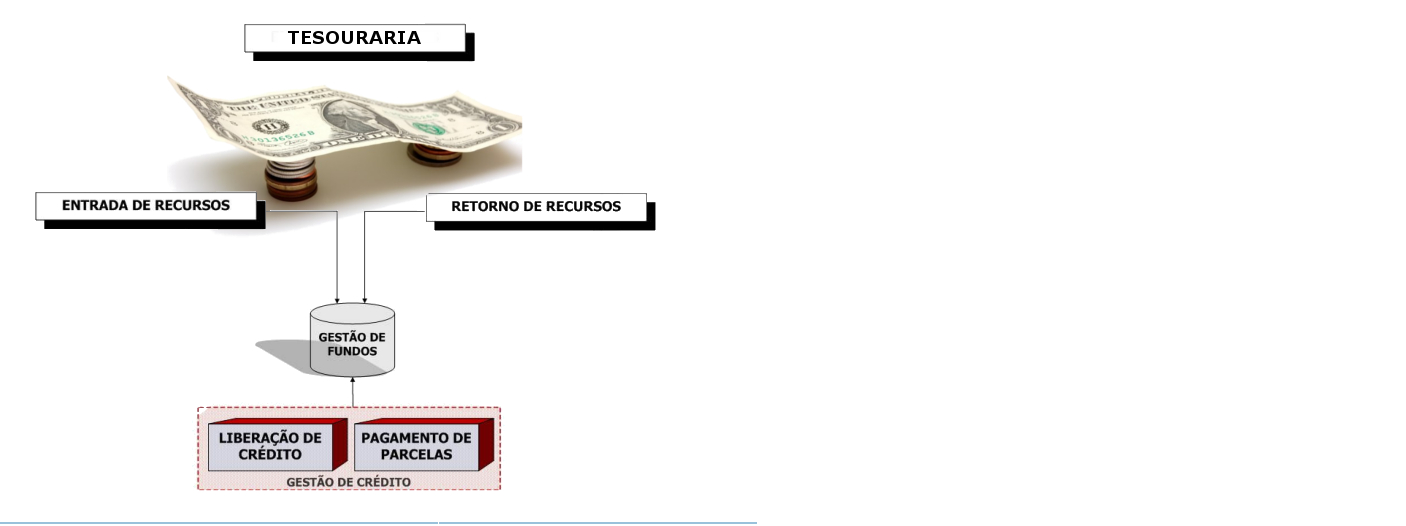 TESOURARIA
ENTRADA DE RECURSOS
RETORNO DE RECURSOS
GESTÃO DE
FUNDOS
LIBERAÇÃO DE
CRÉDITO
PAGAMENTO DE
PARCELAS
GESTÃO DE CRÉDITO